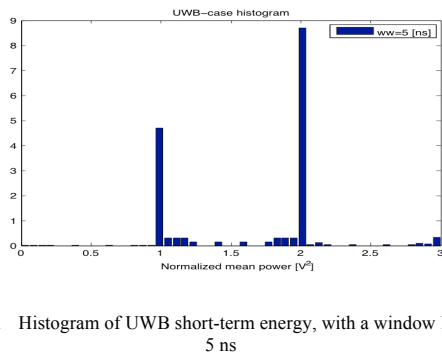 UWB-case histogram
ww=5 [ns]
9
8
7
6
5
4
3
2
1
0
0 0.5 1 1.5 2 2.5 3
Normalized mean power [V²]
Histogram of UWB short-term energy, with a window
5 ns